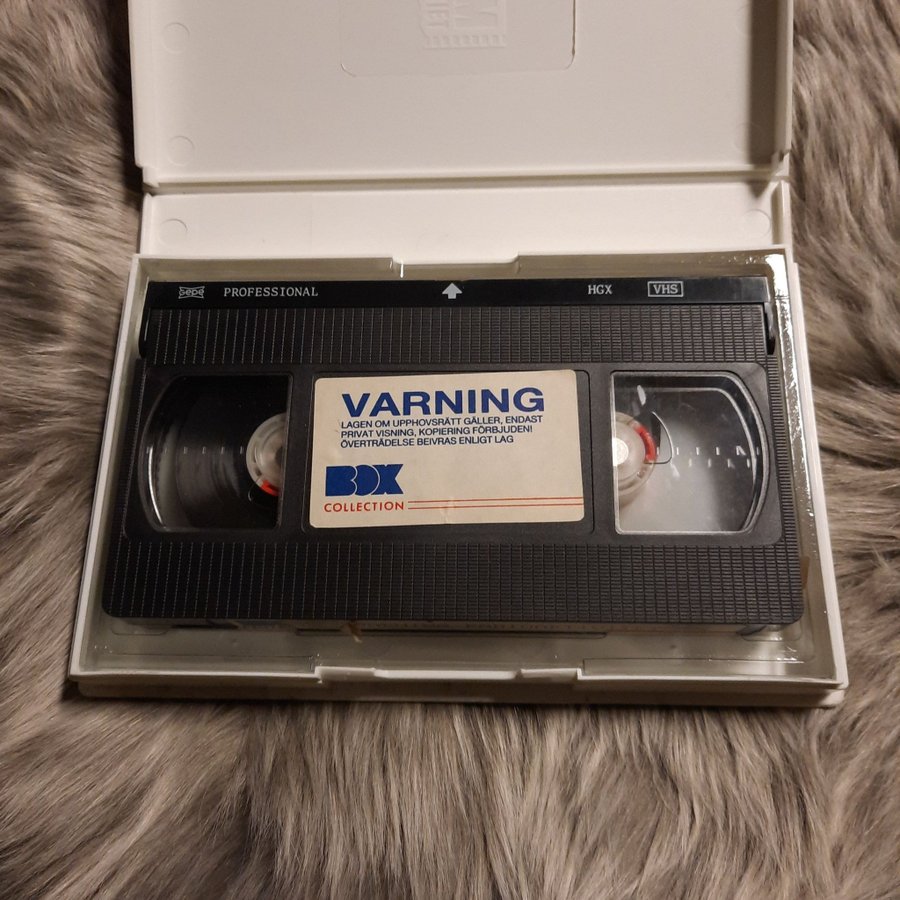 gepe PROFESSIONAL HGX VHS
VARNING
LAGEN OM UPPHOVSRÄTT GÄLLER, ENDAST
PRIVAT VISNING, KOPIERING FÖRBJUDEN!
ÖVERTRÄDELSE BEIVRAS ENLIGT LAG
BOX
COLLECTION